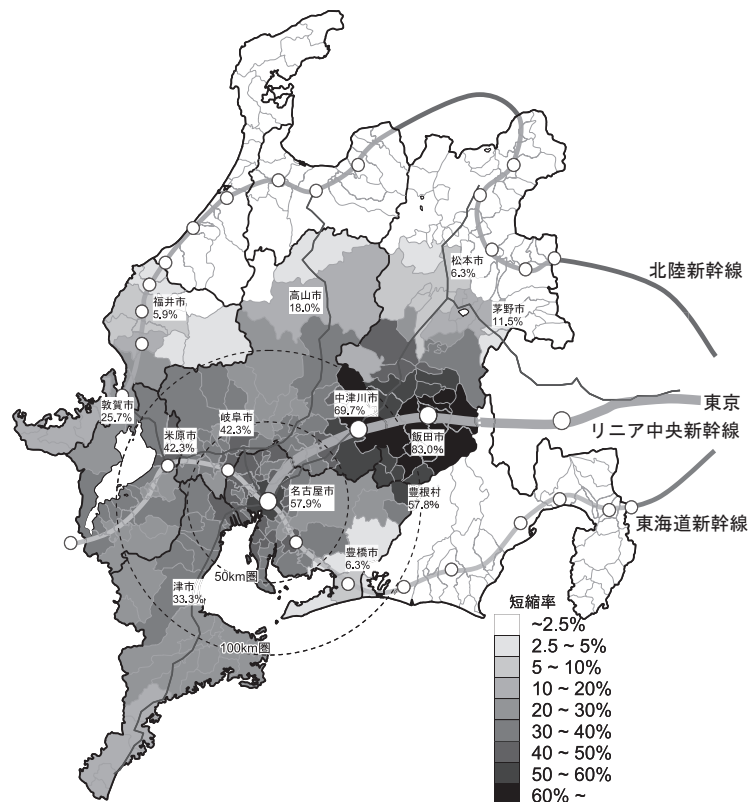 松本市
6.3%
北陸新幹線
高山市
18.0%
福井市
5.9%
茅野市
11.5%
中津川市
69.7%
東京
リニア中央新幹線
敦賀市
25.7%
岐阜市
42.3%
米原市
42.3%
飯田市
83.0%
名古屋市
57.9%
豊根村
57.8%
東海道新幹線
豊橋市
6.3%
50km圏
津市
33.3%
100km圏
短縮率
~2.5%
2.5 ~ 5%
5 ~ 10%
10 ~ 20%
20 ~ 30%
30 ~ 40%
40 ~ 50%
50 ~ 60%
60% ~